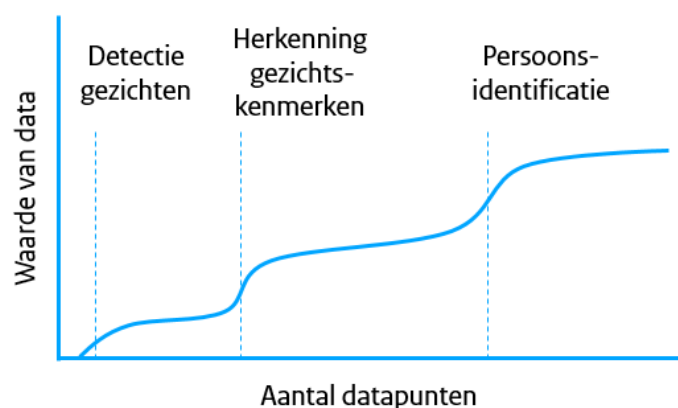 Detectie
gezichten
Herkenning
gezichts-
kenmerken
Persoons-
identificatie
Waarde van data
Aantal datapunten